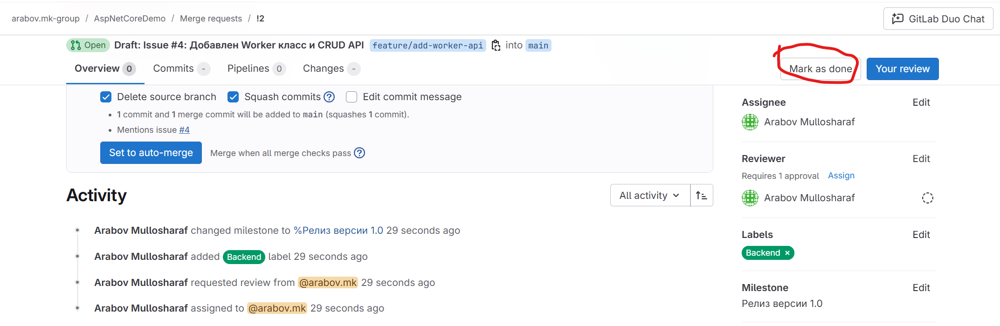 arabov.mk-group / AspNetCoreDemo / Merge requests / !2
GitLab Duo Chat
Open Draft: Issue #4: Добавлен Worker класс и CRUD API feature/add-worker-api into main
Overview 0 Commits - Pipelines 0 Changes -
Mark as done Your review
Delete source branch Squash commits ? Edit commit message
• 1 commit and 1 merge commit will be added to main (squashes 1 commit).
• Mentions issue #4
Set to auto-merge Merge when all merge checks pass ?
Activity
All activity
Arabov Mullosharaf changed milestone to %Релиз версии 1.0 29 seconds ago
Arabov Mullosharaf added Backend label 29 seconds ago
Arabov Mullosharaf requested review from @arabov.mk 29 seconds ago
Arabov Mullosharaf assigned to @arabov.mk 29 seconds ago
Assignee Edit
Arabov Mullosharaf
Reviewer Edit
Requires 1 approval Assign
Arabov Mullosharaf
Labels Edit
Backend ×
Milestone Edit
Релиз версии 1.0